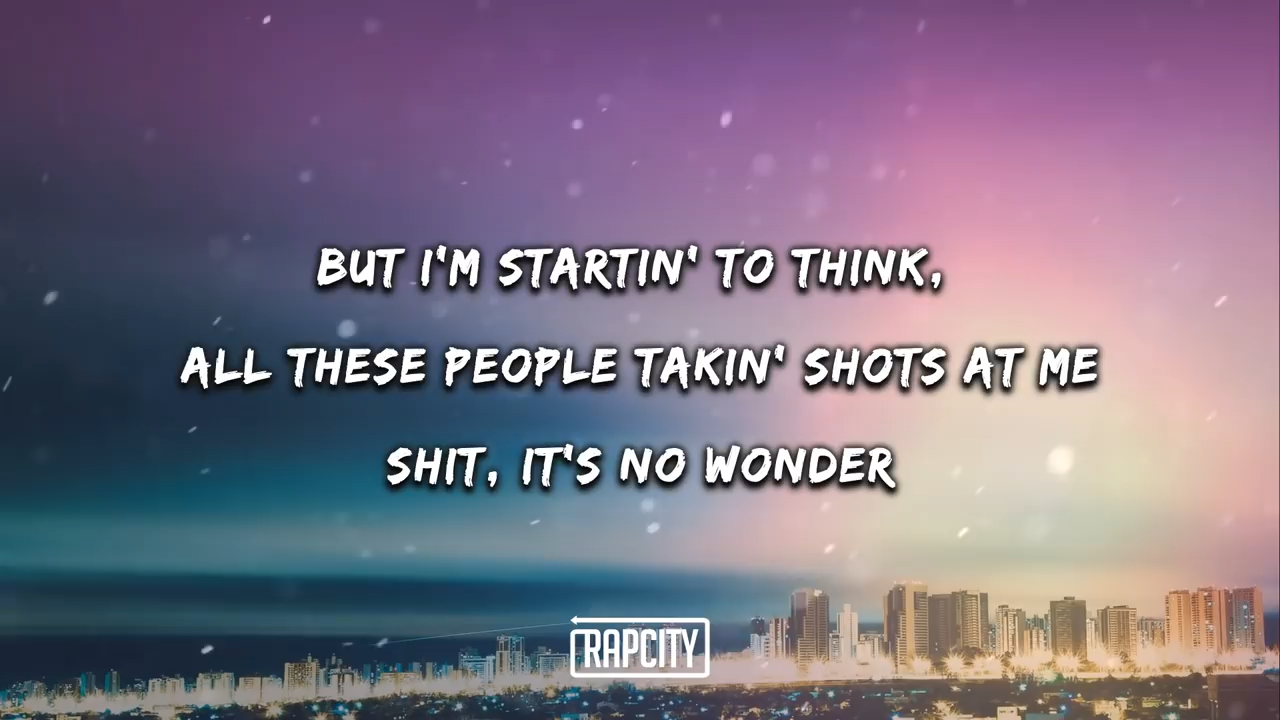 BUT I'M STARTIN' TO THINK,
ALL THESE PEOPLE TAKIN' SHOTS AT ME
SHIT, IT'S NO WONDER
RAPCITY